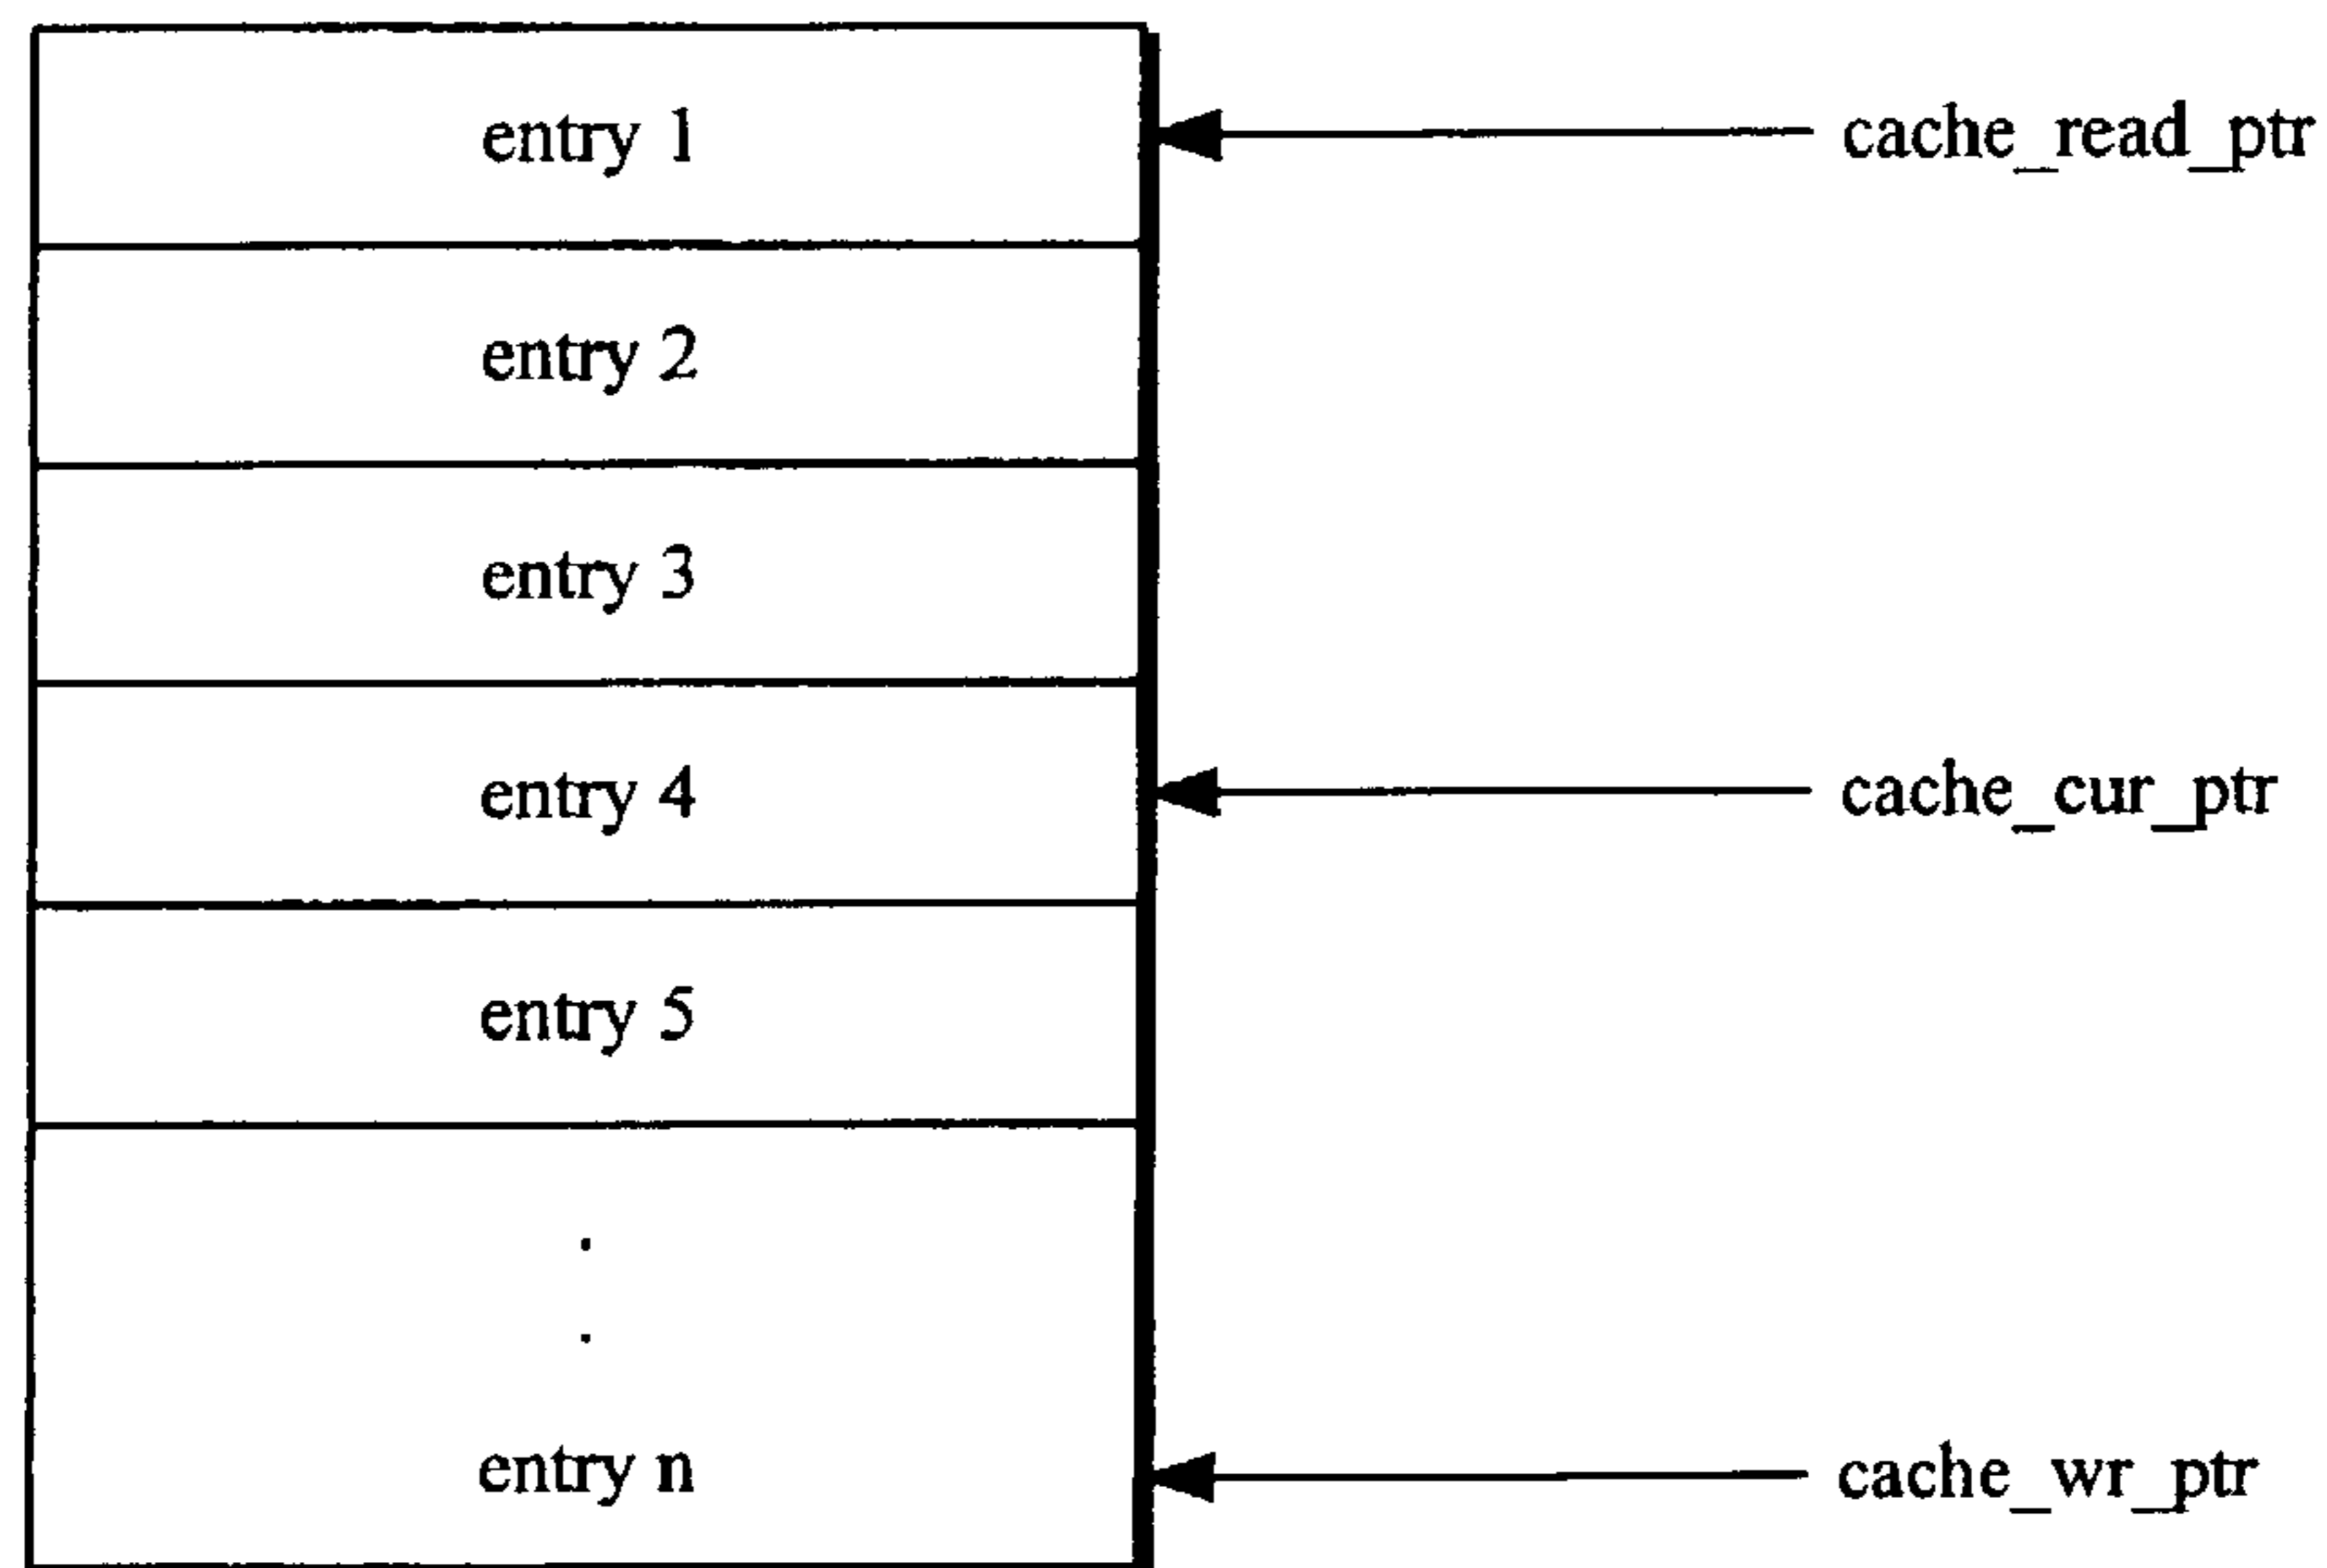 entry 1 cache_read_ptr
entry 2
entry 3
entry 4 cache_cur_ptr
entry 5
.
.
entry n cache_wr_ptr